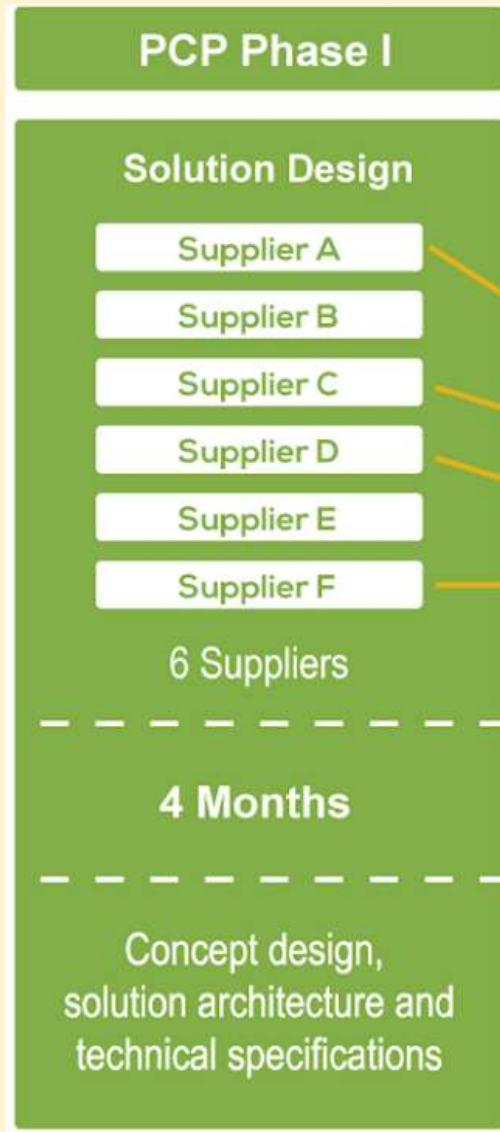 PCP Phase I
Solution Design
Supplier A
Supplier B
Supplier C
Supplier D
Supplier E
Supplier F
6 Suppliers
4 Months
Concept design,
solution architecture and
technical specifications